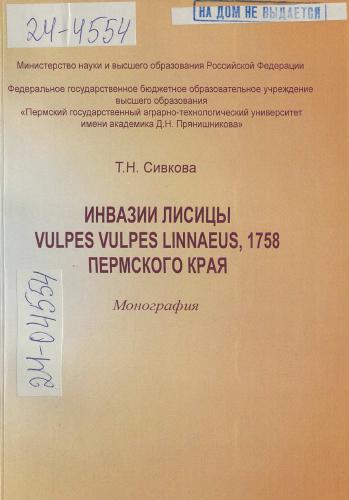 24-4554
НА ДОМ НЕ ВЫДАЕТСЯ
Министерство науки и высшего образования Российской Федерации
Федеральное государственное бюджетное образовательное учреждение
высшего образования
«Пермский государственный аграрно-технологический университет
имени академика Д.Н. Прянишникова»
Т.Н. Сивкова
ИНВАЗИИ ЛИСИЦЫ
VULPES VULPES LINNAEUS, 1758
ПЕРМСКОГО КРАЯ
Монография
24-04554